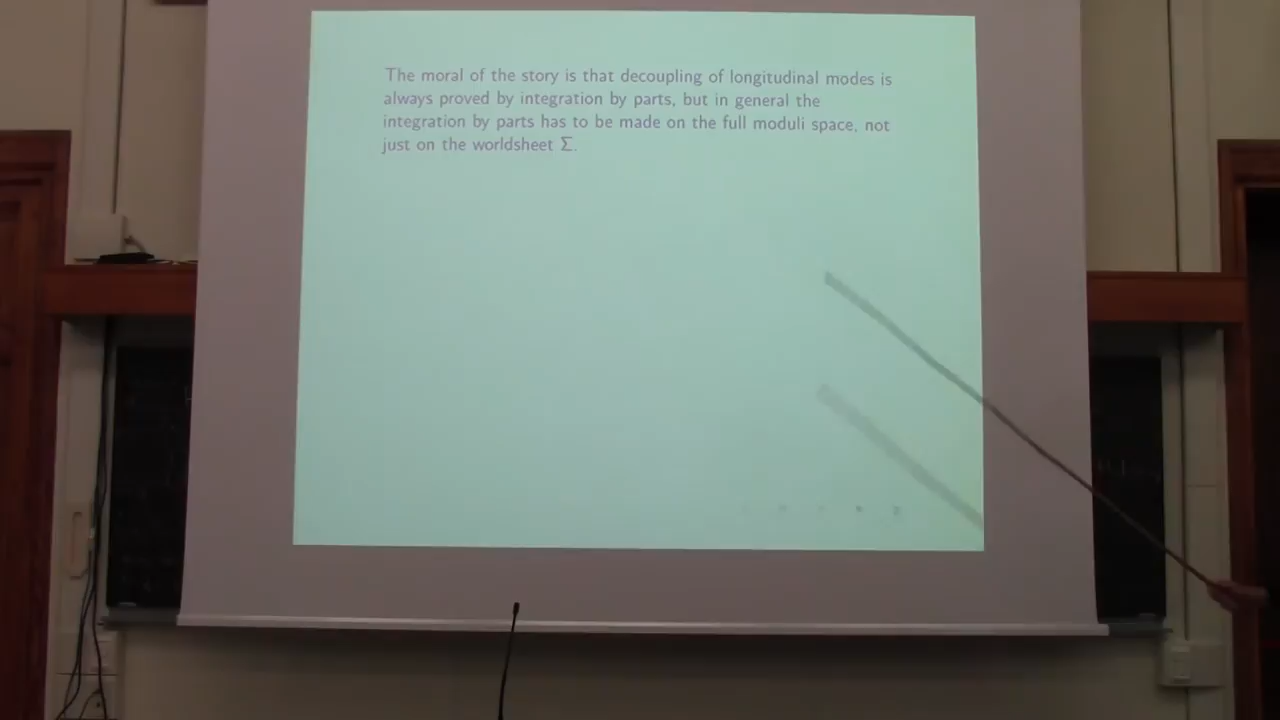 The moral of the story is that decoupling of longitudinal modes is
always proved by integration by parts, but in general the
integration by parts has to be made on the full moduli space, not
just on the worldsheet Σ.